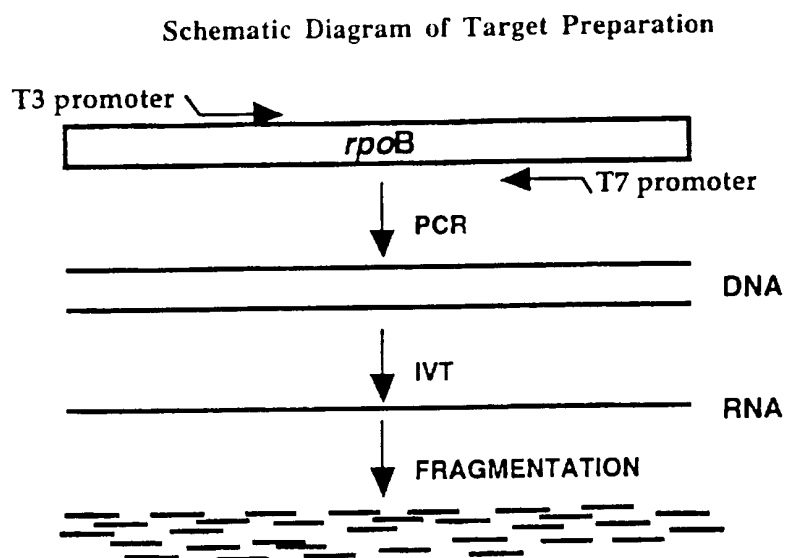 Schematic Diagram of Target Preparation
T3 promoter
rpoB
T7 promoter
PCR
DNA
IVT
RNA
FRAGMENTATION